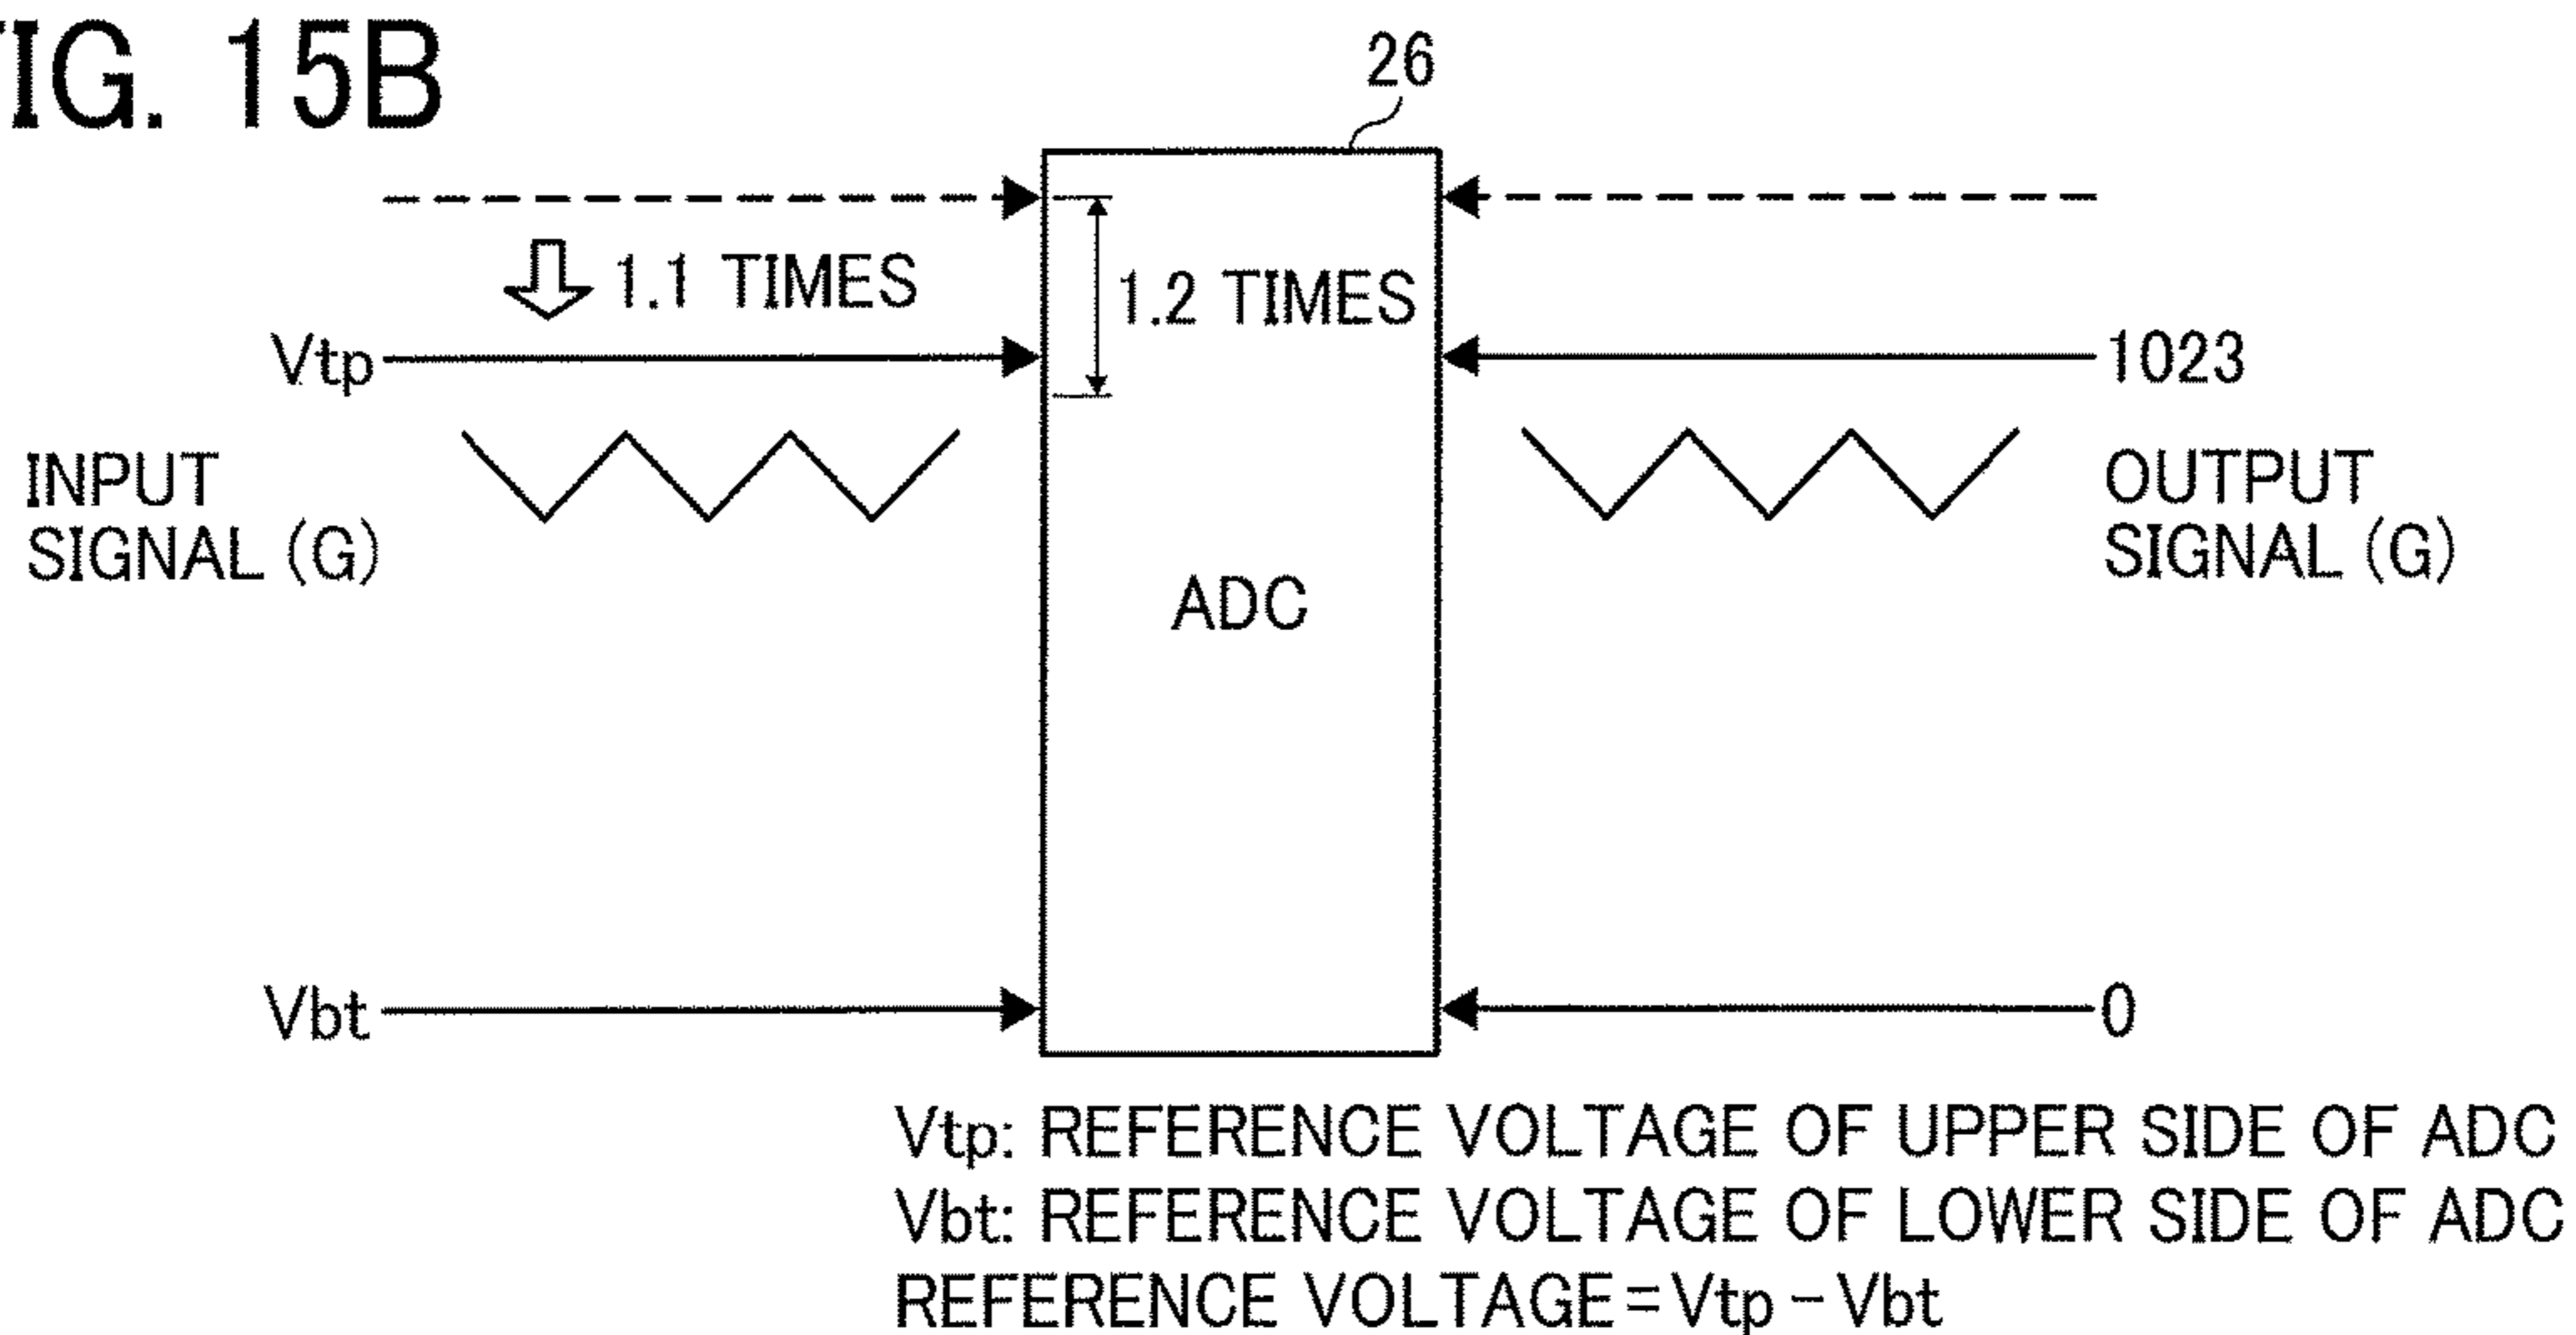 IG. 15B
26
1.1 TIMES
1.2 TIMES
Vtp
1023
INPUT
SIGNAL (G)
OUTPUT
SIGNAL (G)
ADC
Vbt
0
Vtp: REFERENCE VOLTAGE OF UPPER SIDE OF ADC
Vbt: REFERENCE VOLTAGE OF LOWER SIDE OF ADC
REFERENCE VOLTAGE=Vtp-Vbt